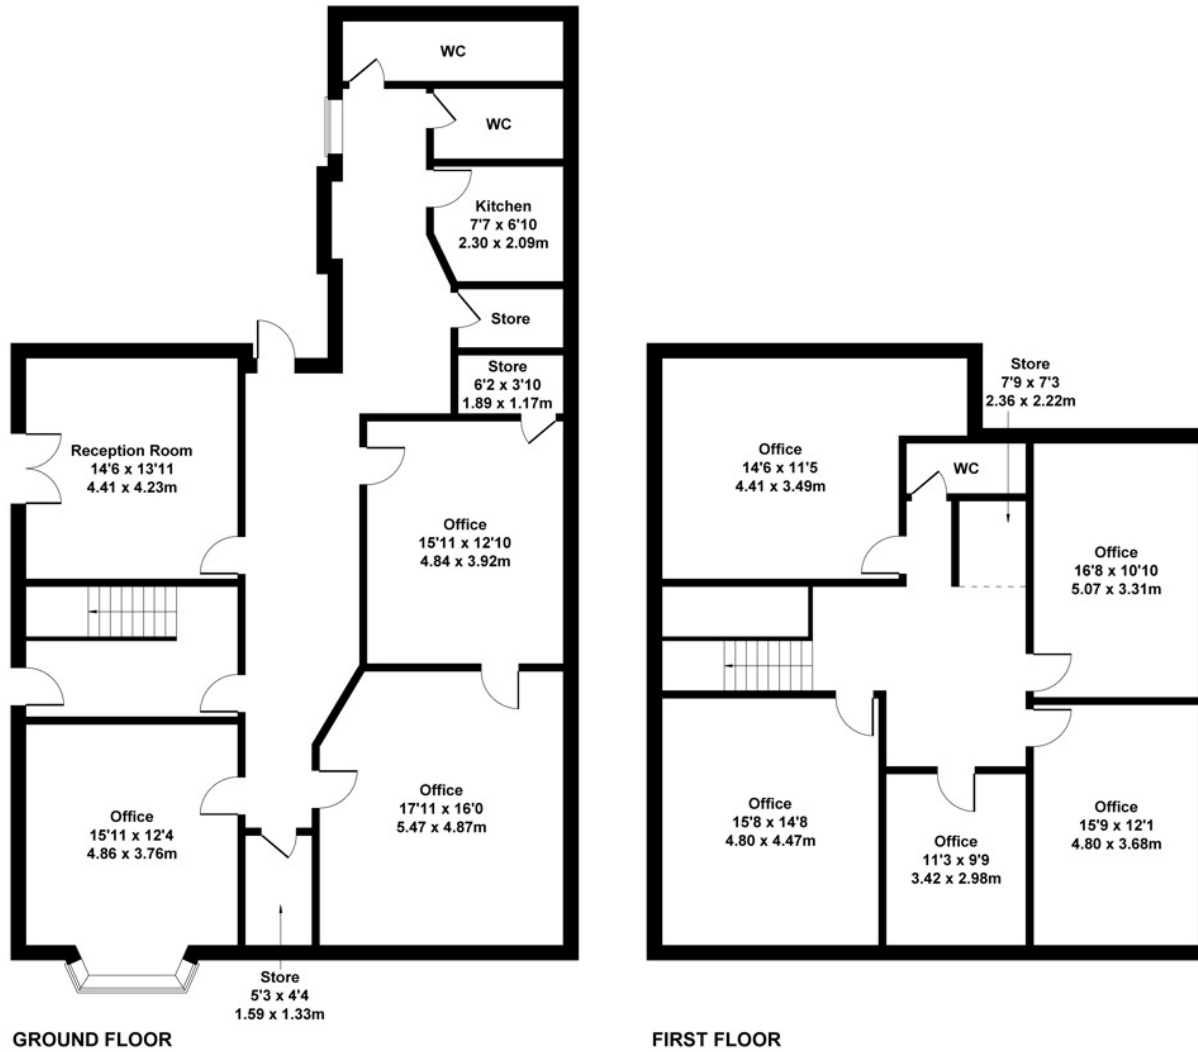 WC
WC
Kitchen
7'7 x 6'10
2.30 x 2.09m
Store
Store
6'2 x 3'10
1.89 x 1.17m
Reception Room
14'6 x 13'11
4.41 x 4.23m
Office
15'11 x 12'10
4.84 x 3.92m
Office
17'11 x 16'0
5.47 x 4.87m
Office
15'11 x 12'4
4.86 x 3.76m
Store
5'3 x 4'4
1.59 x 1.33m
GROUND FLOOR
Store
7'9 x 7'3
2.36 x 2.22m
Office
14'6 x 11'5
4.41 x 3.49m
WC
Office
16'8 x 10'10
5.07 x 3.31m
Office
15'8 x 14'8
4.80 x 4.47m
Office
11'3 x 9'9
3.42 x 2.98m
Office
15'9 x 12'1
4.80 x 3.68m
FIRST FLOOR